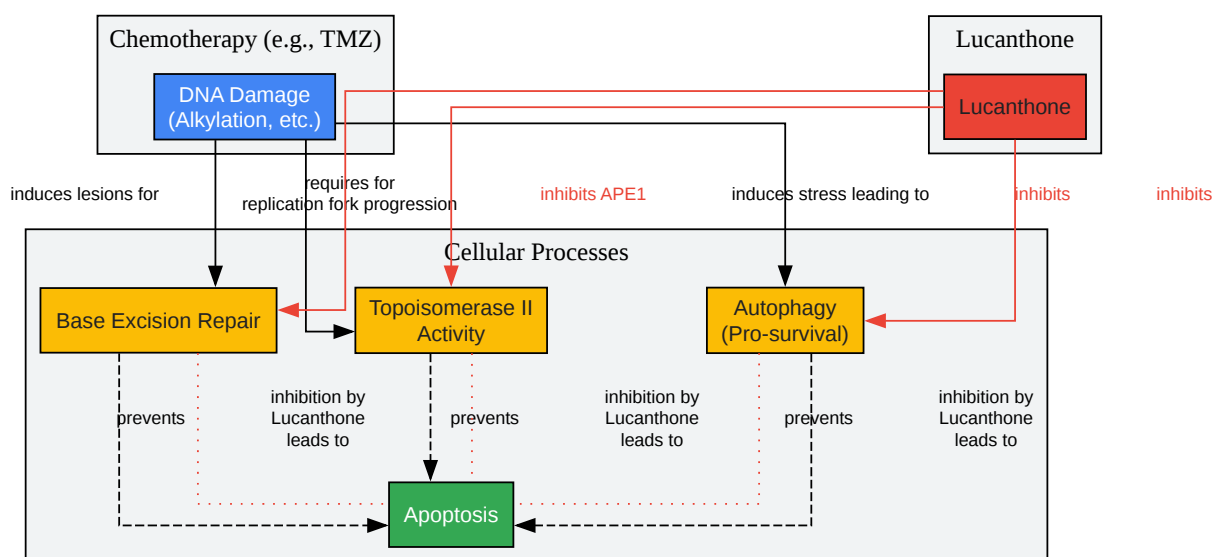 Chemotherapy (e.g., TMZ)
Lucanthone
DNA Damage
(Alkylation, etc.)
Lucanthone
induces lesions for
requires for
replication fork progression
inhibits APE1
induces stress leading to
inhibits
inhibits
Cellular Processes
Base Excision Repair
Topoisomerase II
Activity
Autophagy
(Pro-survival)
prevents
inhibition by
Lucanthone
leads to
prevents
inhibition by
Lucanthone
leads to
prevents
inhibition by
Lucanthone
leads to
Apoptosis